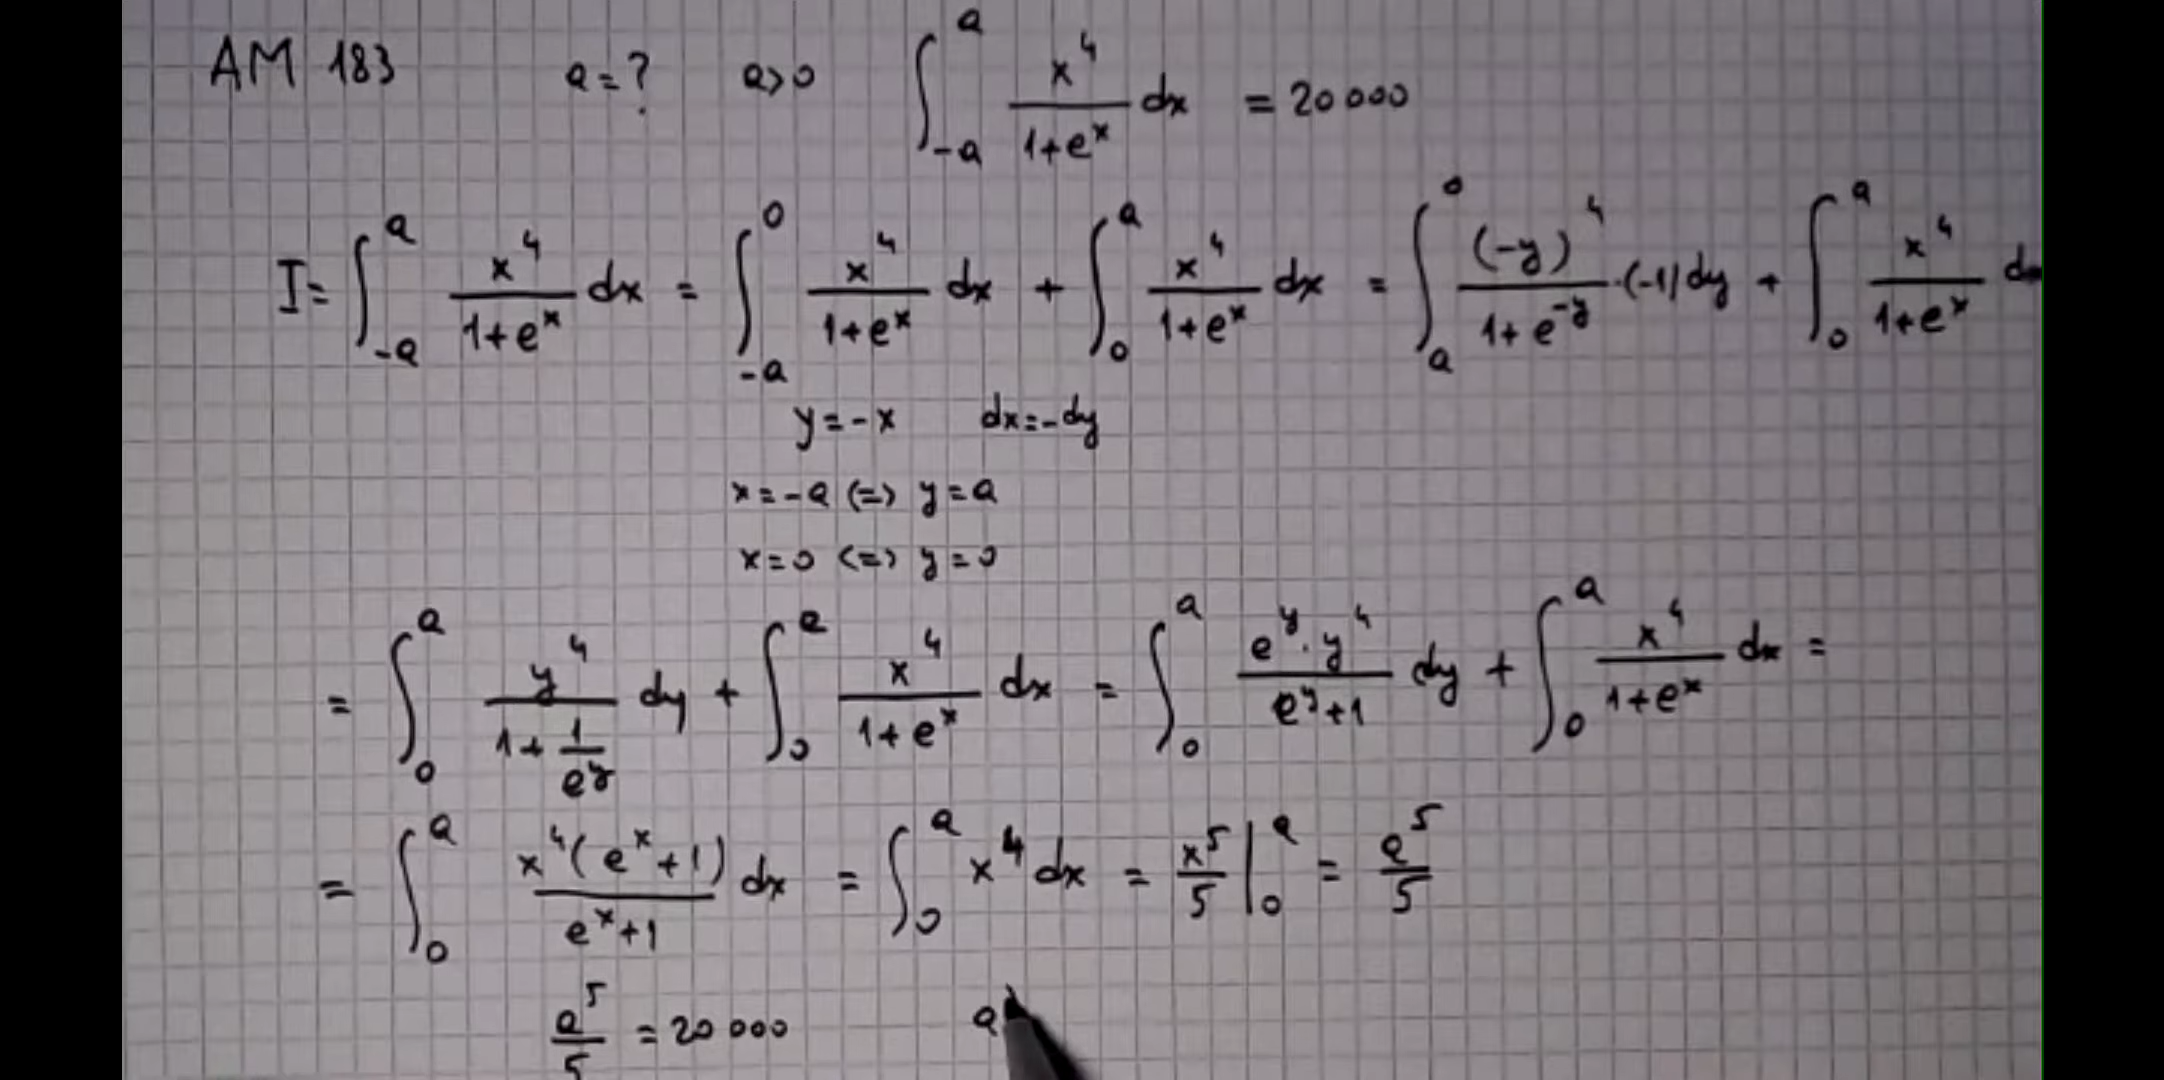 AM 183 a=? a>0 ∫_{-a}^{a} x^4/(1+e^x) dx = 20 000
I = ∫_{-a}^{a} x^4/(1+e^x) dx = ∫_{-a}^{0} x^4/(1+e^x) dx + ∫_{0}^{a} x^4/(1+e^x) dx = ∫_{a}^{0} (-y)^4/(1+e^{-y}) · (-1) dy + ∫_{0}^{a} x^4/(1+e^x) dx
y = -x dx = -dy
x = -a (=) y = a
x = 0 (=) y = 0
= ∫_{0}^{a} y^4/(1+1/e^y) dy + ∫_{0}^{a} x^4/(1+e^x) dx = ∫_{0}^{a} e^y · y^4/(e^y+1) dy + ∫_{0}^{a} x^4/(1+e^x) dx =
= ∫_{0}^{a} x^4(e^x+1)/(e^x+1) dx = ∫_{0}^{a} x^4 dx = x^5/5 |_{0}^{a} = a^5/5
a^5/5 = 20 000 a